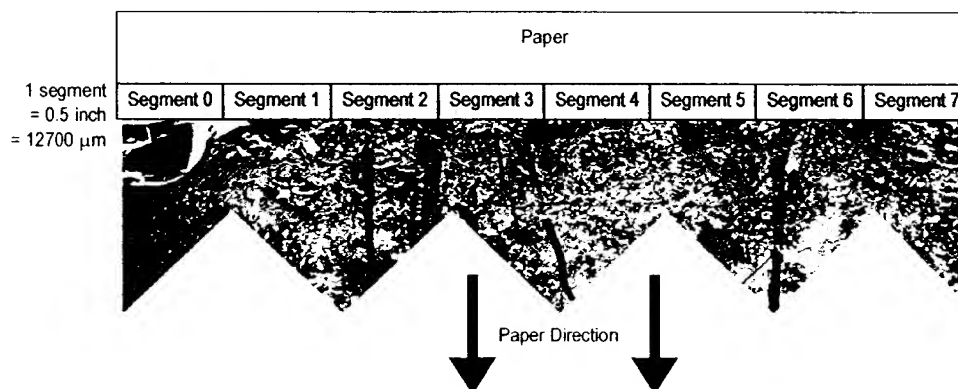 Paper
1 segment
= 0.5 inch
= 12700 µm
Segment 0 Segment 1 Segment 2 Segment 3 Segment 4 Segment 5 Segment 6 Segment 7
Paper Direction